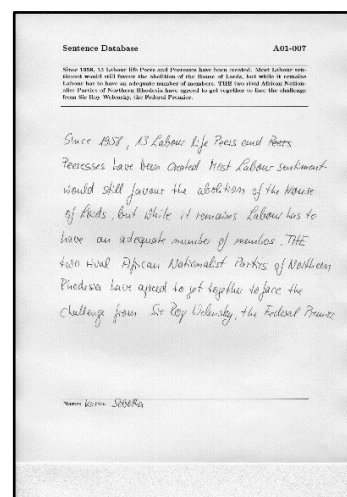 Sentence Database A01-007
Since 1958, 13 Labour life Peers and Peeresses have been created. Most Labour sen-
timent would still favour the abolition of the House of Lords, but while it remains
Labour has to have an adequate number of members. THE two rival African Nation-
alist Parties of Northern Rhodesia have agreed to get together to face the challenge
from Sir Roy Welensky, the Federal Premier.
Since 1958, 13 Labour life Peers and Peers
Peeresses have been created Most Labour sentiment
would still favour the abolition of the House
of Lords, but while it remains Labour has to
have an adequate number of members. THE
two rival African Nationalist Parties of Northern
Rhodesia have agreed to get together to face the
challenge from Sir Roy Welensky, the Federal Premier
Name: